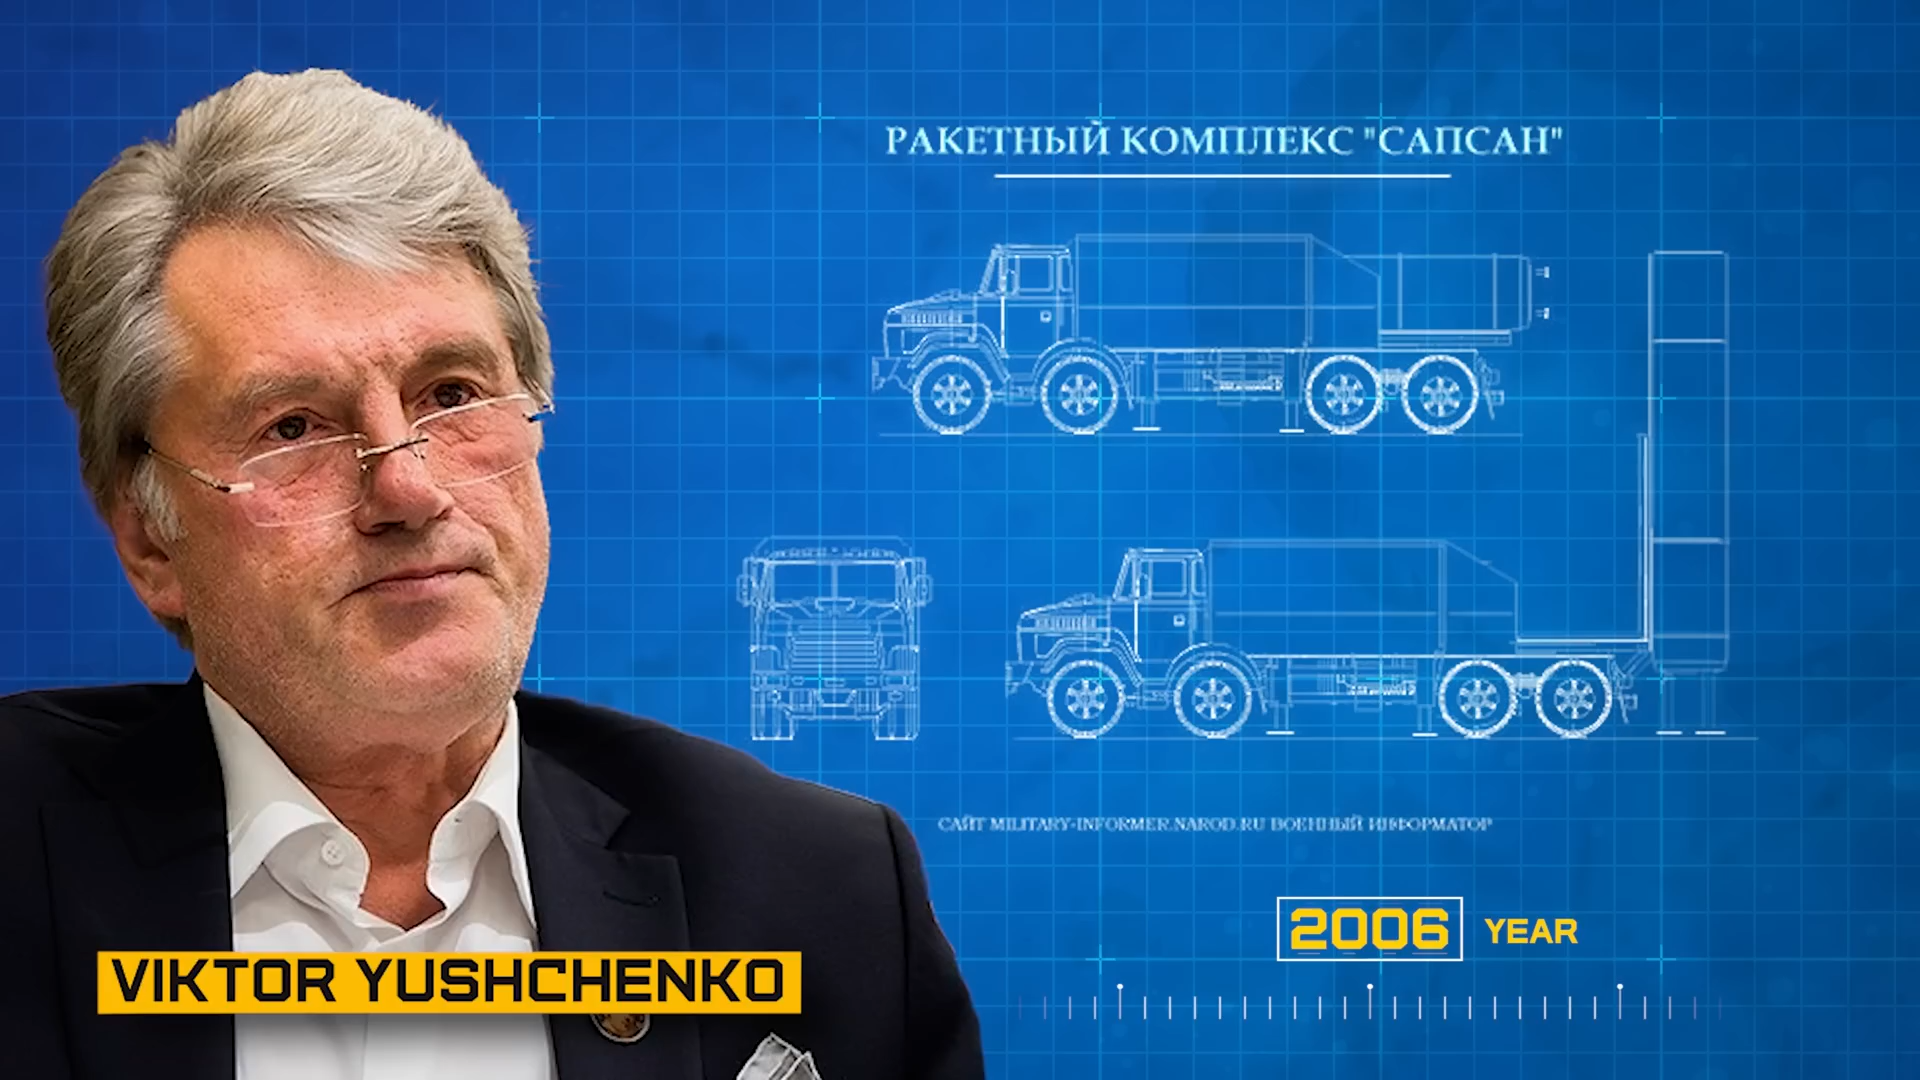 РАКЕТНЫЙ КОМПЛЕКС "САПСАН"
САЙТ MILITARY-INFORMER.NAROD.RU ВОЕННЫЙ ИНФОРМАТОР
2006 YEAR
VIKTOR YUSHCHENKO